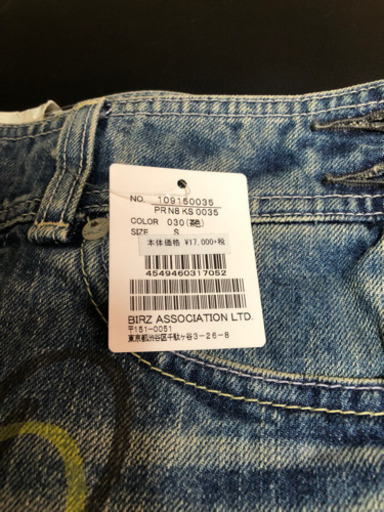 NO. 109150035
PRN8 KS 0035
COLOR 030(茶色)
SIZE S
本体価格 ¥17,000+税
4549460317052
BIRZ ASSOCIATION LTD.
〒151-0051
東京都渋谷区千駄ヶ谷3-26-8